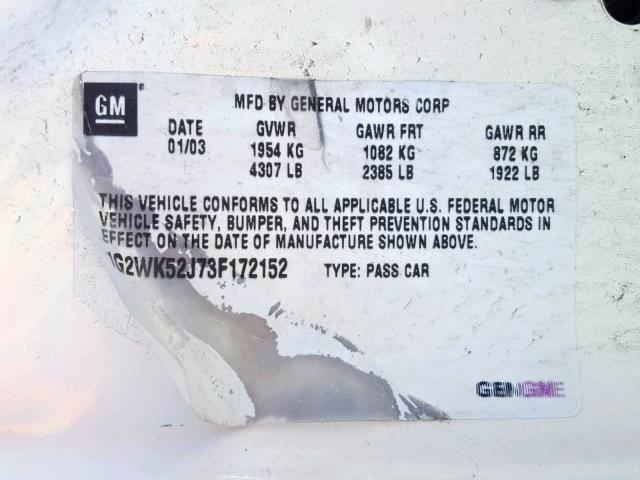 GM
MFD BY GENERAL MOTORS CORP
DATE GVWR GAWR FRT GAWR RR
01/03 1954 KG 1082 KG 872 KG
4307 LB 2385 LB 1922 LB
THIS VEHICLE CONFORMS TO ALL APPLICABLE U.S. FEDERAL MOTOR
VEHICLE SAFETY, BUMPER, AND THEFT PREVENTION STANDARDS IN
EFFECT ON THE DATE OF MANUFACTURE SHOWN ABOVE.
1G2WK52J73F172152 TYPE: PASS CAR